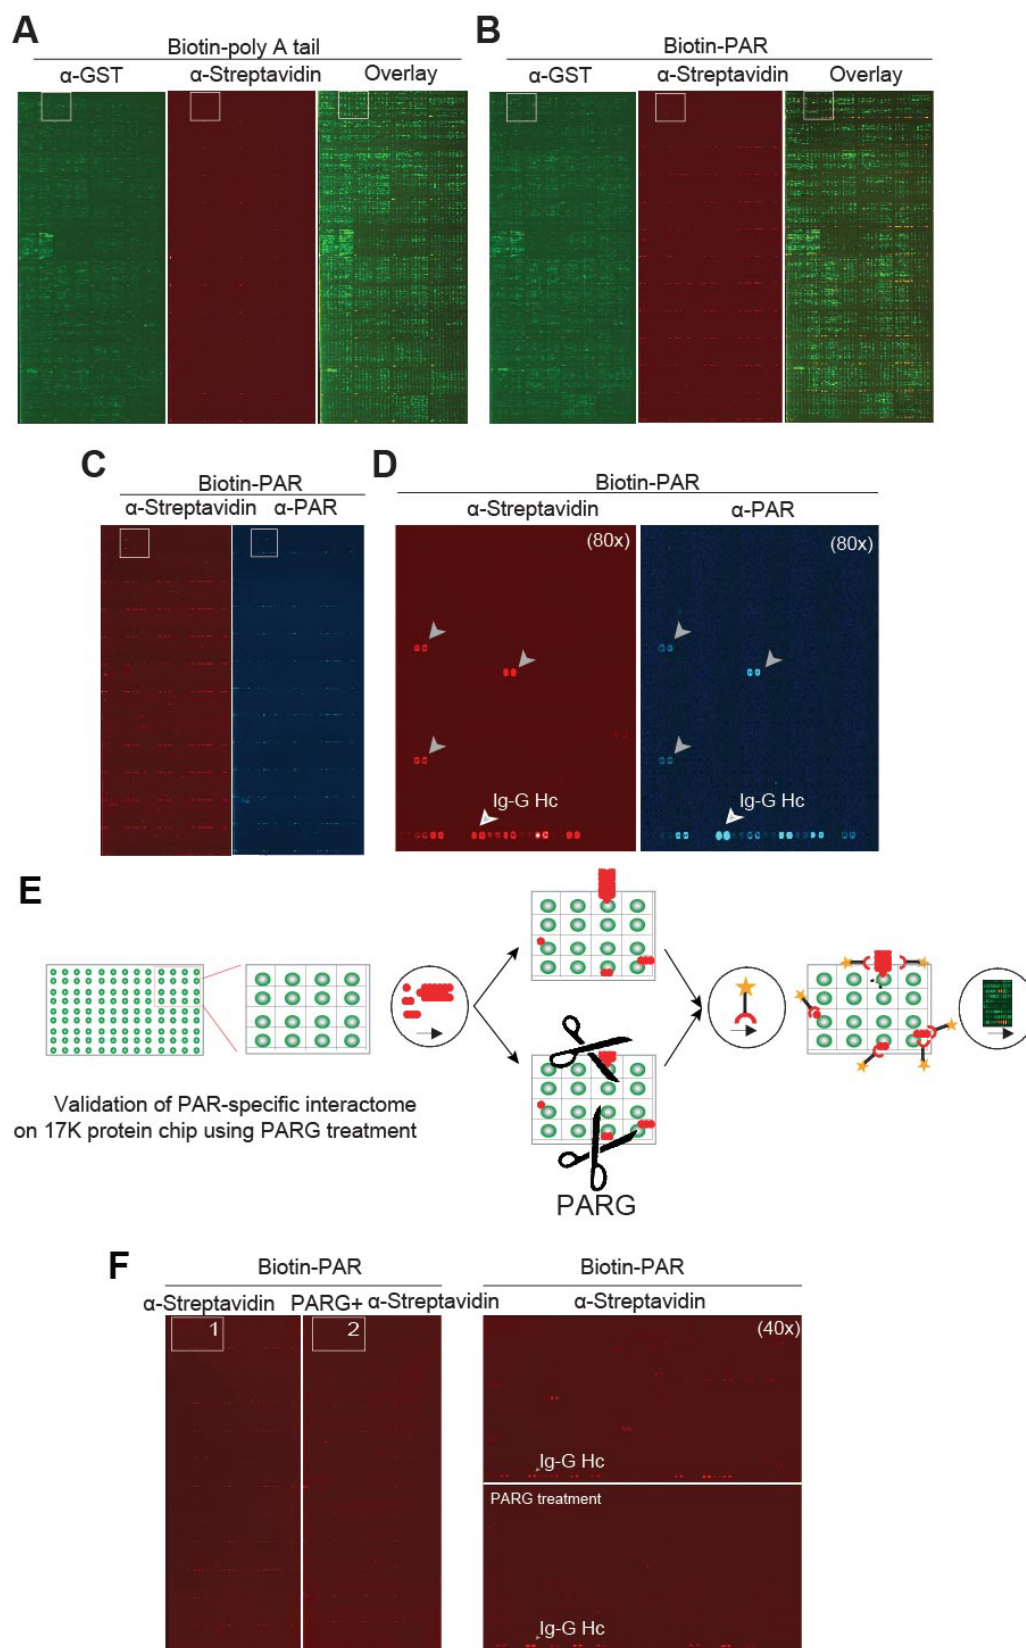 A
Biotin-poly A tail
α-GST α-Streptavidin Overlay
B
Biotin-PAR
α-GST α-Streptavidin Overlay
C
Biotin-PAR
α-Streptavidin α-PAR
D
Biotin-PAR
α-Streptavidin α-PAR
(80x) (80x)
Ig-G Hc Ig-G Hc
E
Validation of PAR-specific interactome
on 17K protein chip using PARG treatment
PARG
F
Biotin-PAR
α-Streptavidin PARG+ α-Streptavidin
1 2
Biotin-PAR
α-Streptavidin
(40x)
Ig-G Hc
PARG treatment
Ig-G Hc